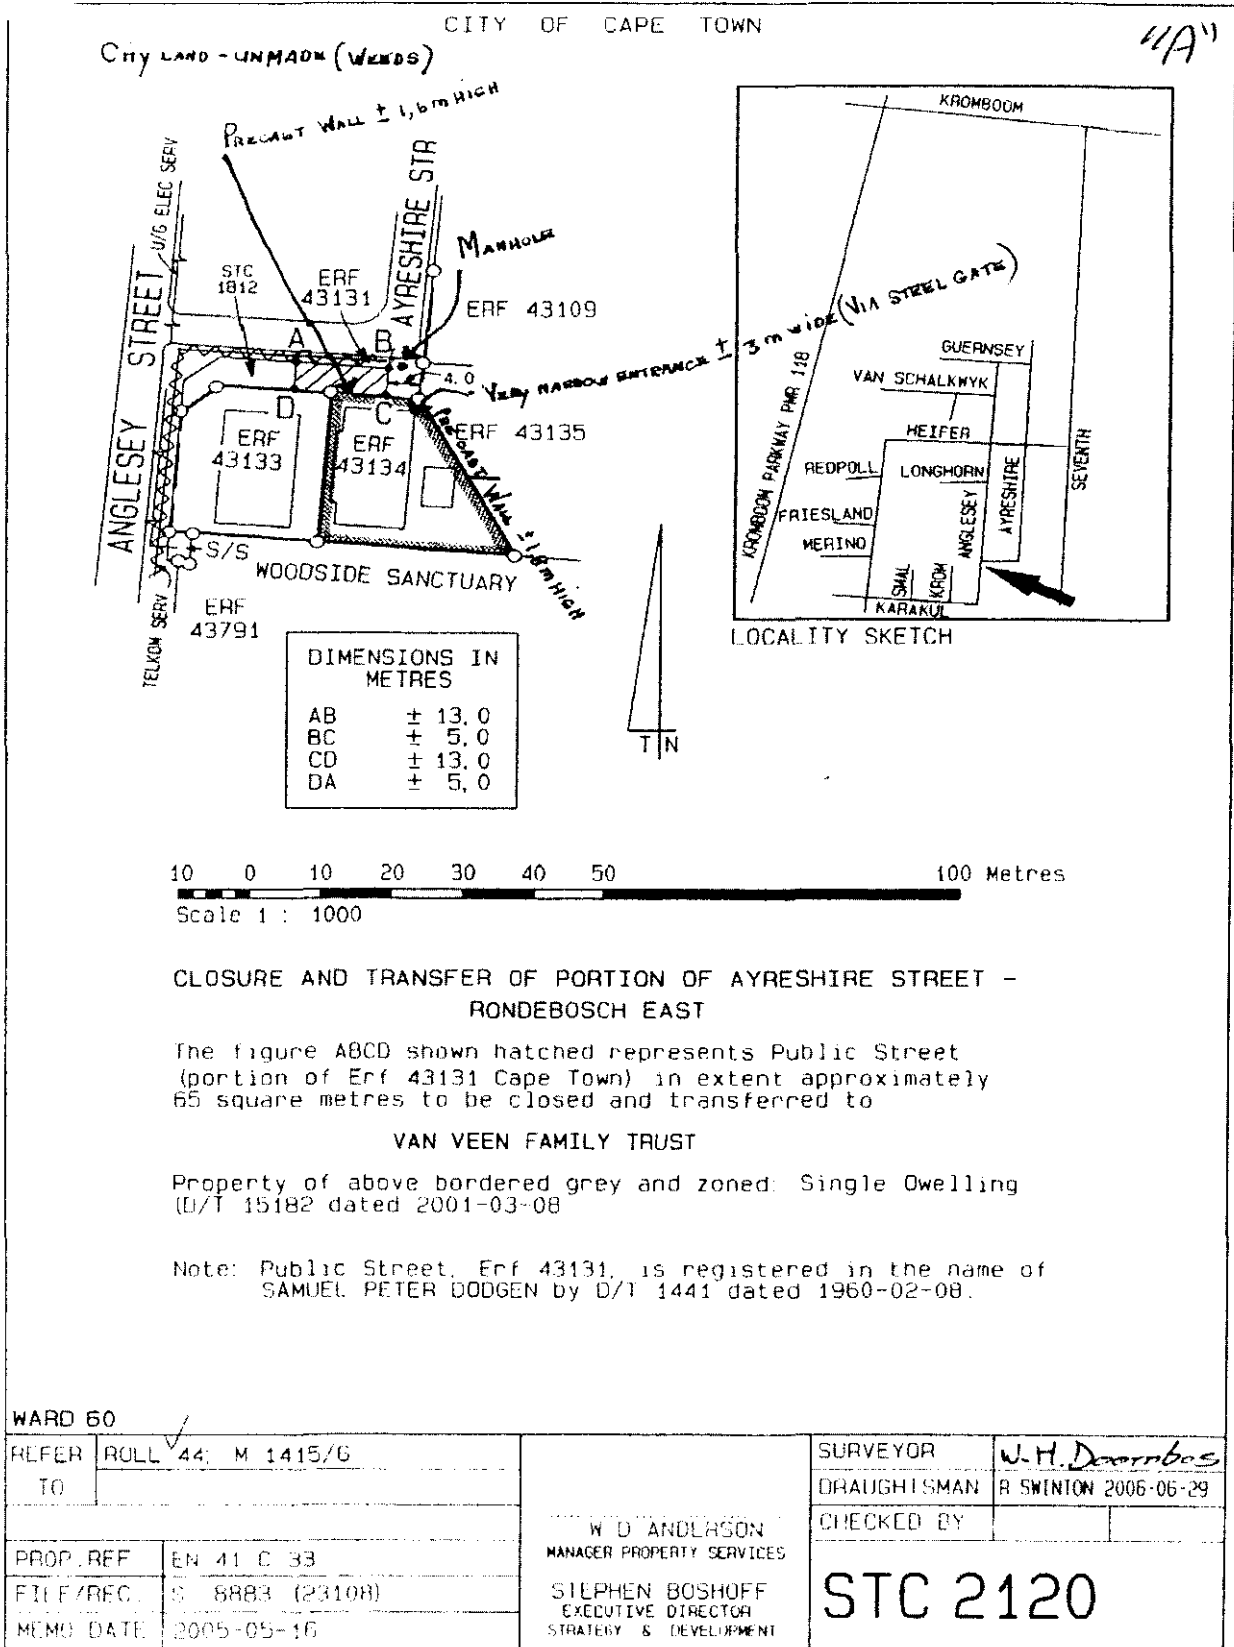 CITY OF CAPE TOWN
"A"
City LAND - UNMADE (WEEDS)
PRECAST WALL ± 1,6m HIGH
U/G ELEC SERV
AYRESHIRE STR
MANHOLE
STC
1812
ERF
43131
ERF 43109
ANGLESEY STREET
A
B
4.0
VERY NARROW ENTRANCE ± 3m WIDE (VIA STEEL GATE)
D
C
ERF
43133
ERF
43134
ERF 43135
PRECAST WALL ± 1,8m HIGH
S/S
WOODSIDE SANCTUARY
TELKOM SERV
ERF
43791
KROMBOOM
KROMBOOM PARKWAY PMR 118
GUERNSEY
VAN SCHALKWYK
HEIFER
REDPOLL
LONGHORN
FRIESLAND
MERINO
ANGLESEY
AYRESHIRE
SEVENTH
SMAL
KROM
KARAKUL
LOCALITY SKETCH
DIMENSIONS IN
METRES
AB ± 13,0
BC ± 5,0
CD ± 13,0
DA ± 5,0
T N
10 0 10 20 30 40 50 100 Metres
Scale 1 : 1000
CLOSURE AND TRANSFER OF PORTION OF AYRESHIRE STREET -
RONDEBOSCH EAST
The figure ABCD shown hatched represents Public Street
(portion of Erf 43131 Cape Town) in extent approximately
65 square metres to be closed and transferred to
VAN VEEN FAMILY TRUST
Property of above bordered grey and zoned: Single Dwelling
(D/T 15182 dated 2001-03-08
Note: Public Street, Erf 43131, is registered in the name of
SAMUEL PETER DODGEN by D/T 1441 dated 1960-02-08.
WARD 60
REFER TO
ROLL 44; M 1415/G
PROP.REF EN 41 C 33
FILE/REC. S 8883 (23108)
MEMO DATE 2005-05-16
W D ANDERSON
MANAGER PROPERTY SERVICES
STEPHEN BOSHOFF
EXECUTIVE DIRECTOR
STRATEGY & DEVELOPMENT
SURVEYOR W.H. Doornbos
DRAUGHTSMAN R SWINTON 2006-06-29
CHECKED BY
STC 2120